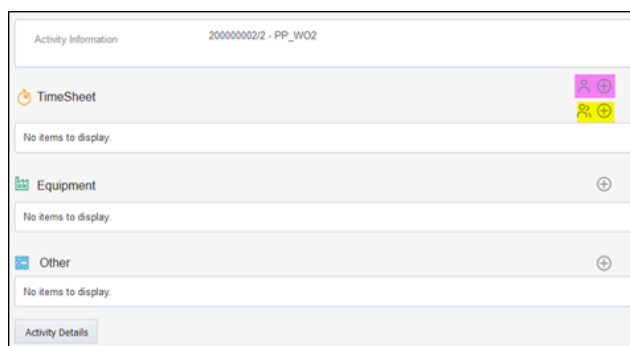 Activity Information 200000002/2 - PP_WO2
TimeSheet
No items to display.
Equipment
No items to display.
Other
No items to display.
Activity Details